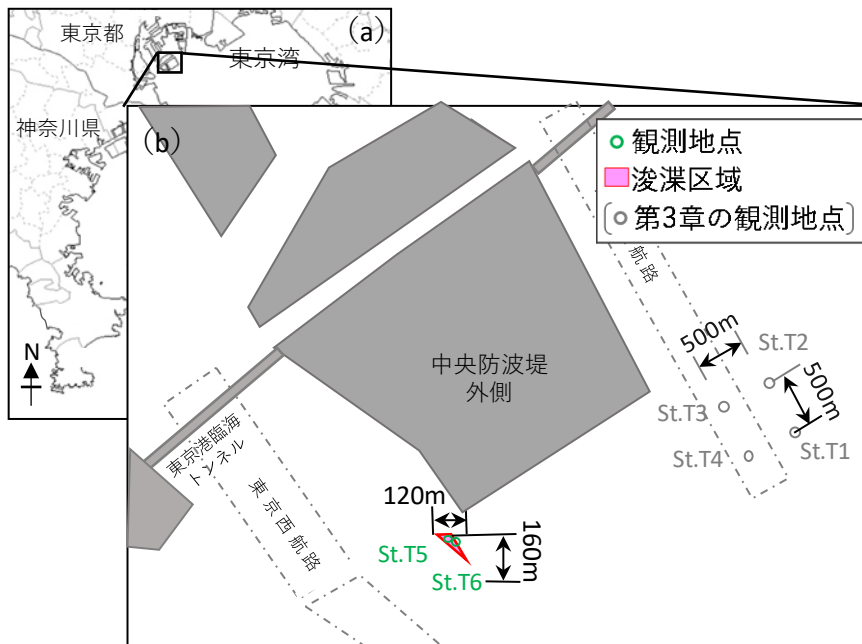 東京都
(a)
東京湾
神奈川県
N
(b)
観測地点
浚渫区域
第3章の観測地点
航路
500m
St.T2
500m
St.T3
St.T1
St.T4
中央防波堤
外側
東京港臨海
トンネル
東京西航路
120m
160m
St.T5
St.T6